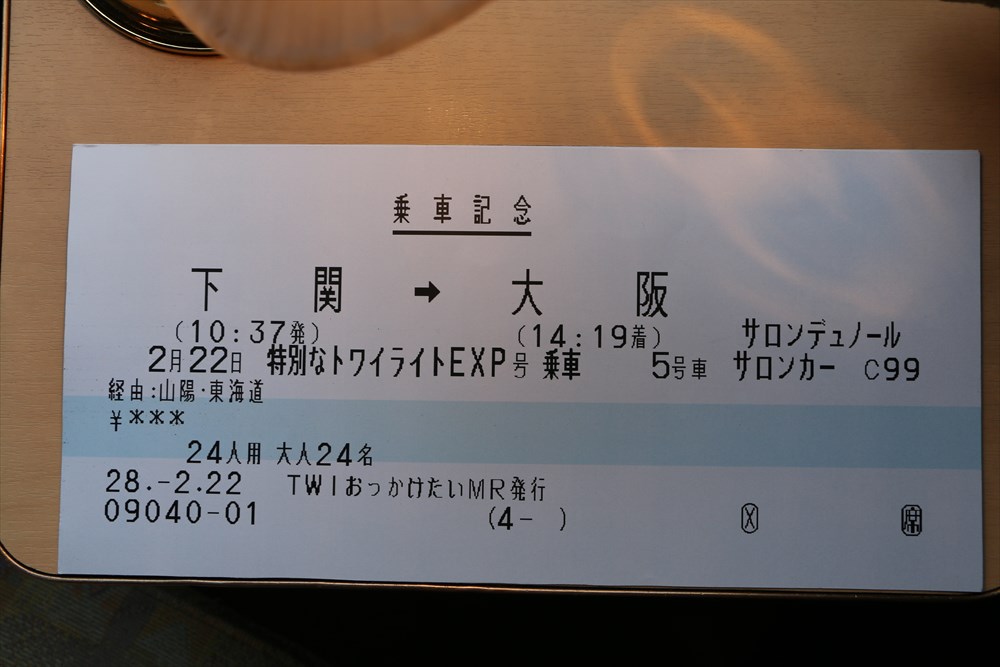 乗車記念
下関 → 大阪
(10:37発) (14:19着) サロンデュノール
2月22日 特別なトワイライトEXP号 乗車 5号車 サロンカー C99
経由:山陽・東海道
¥***
24人用 大人24名
28.-2.22 TWIおっかけたいMR発行
09040-01 (4- ) 〤 席